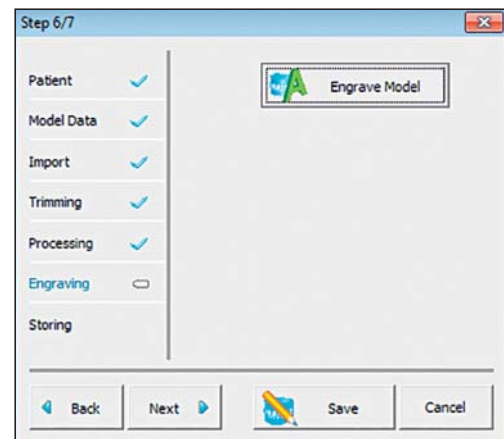 Step 6/7
Patient
Model Data
Import
Trimming
Processing
Engraving
Storing
Engrave Model
Back
Next
Save
Cancel